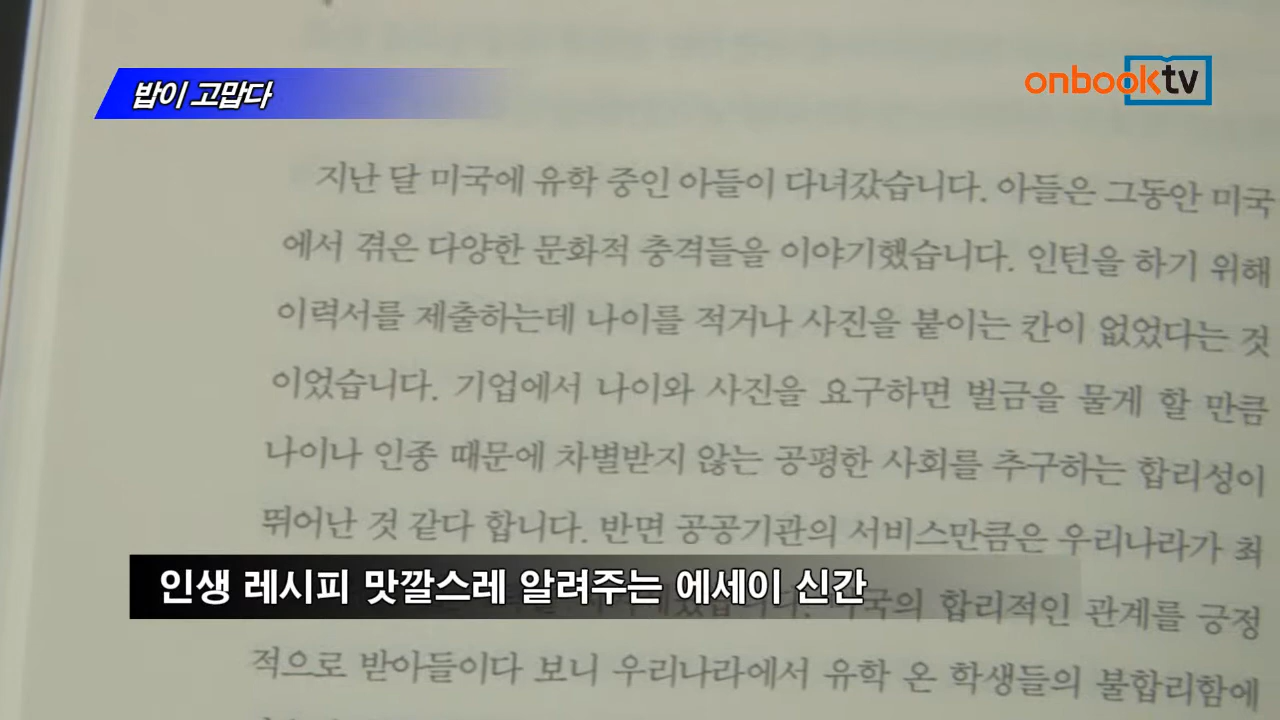 밥이 고맙다
onbooktv
지난 달 미국에 유학 중인 아들이 다녀갔습니다. 아들은 그동안 미국
에서 겪은 다양한 문화적 충격들을 이야기했습니다. 인턴을 하기 위해
이력서를 제출하는데 나이를 적거나 사진을 붙이는 칸이 없었다는 것
이었습니다. 기업에서 나이와 사진을 요구하면 벌금을 물게 할 만큼
나이나 인종 때문에 차별받지 않는 공평한 사회를 추구하는 합리성이
뛰어난 것 같다 합니다. 반면 공공기관의 서비스만큼은 우리나라가 최
인생 레시피 맛깔스레 알려주는 에세이 신간
합리적인 관계를 긍정
적으로 받아들이다 보니 우리나라에서 유학 온 학생들의 불합리함에